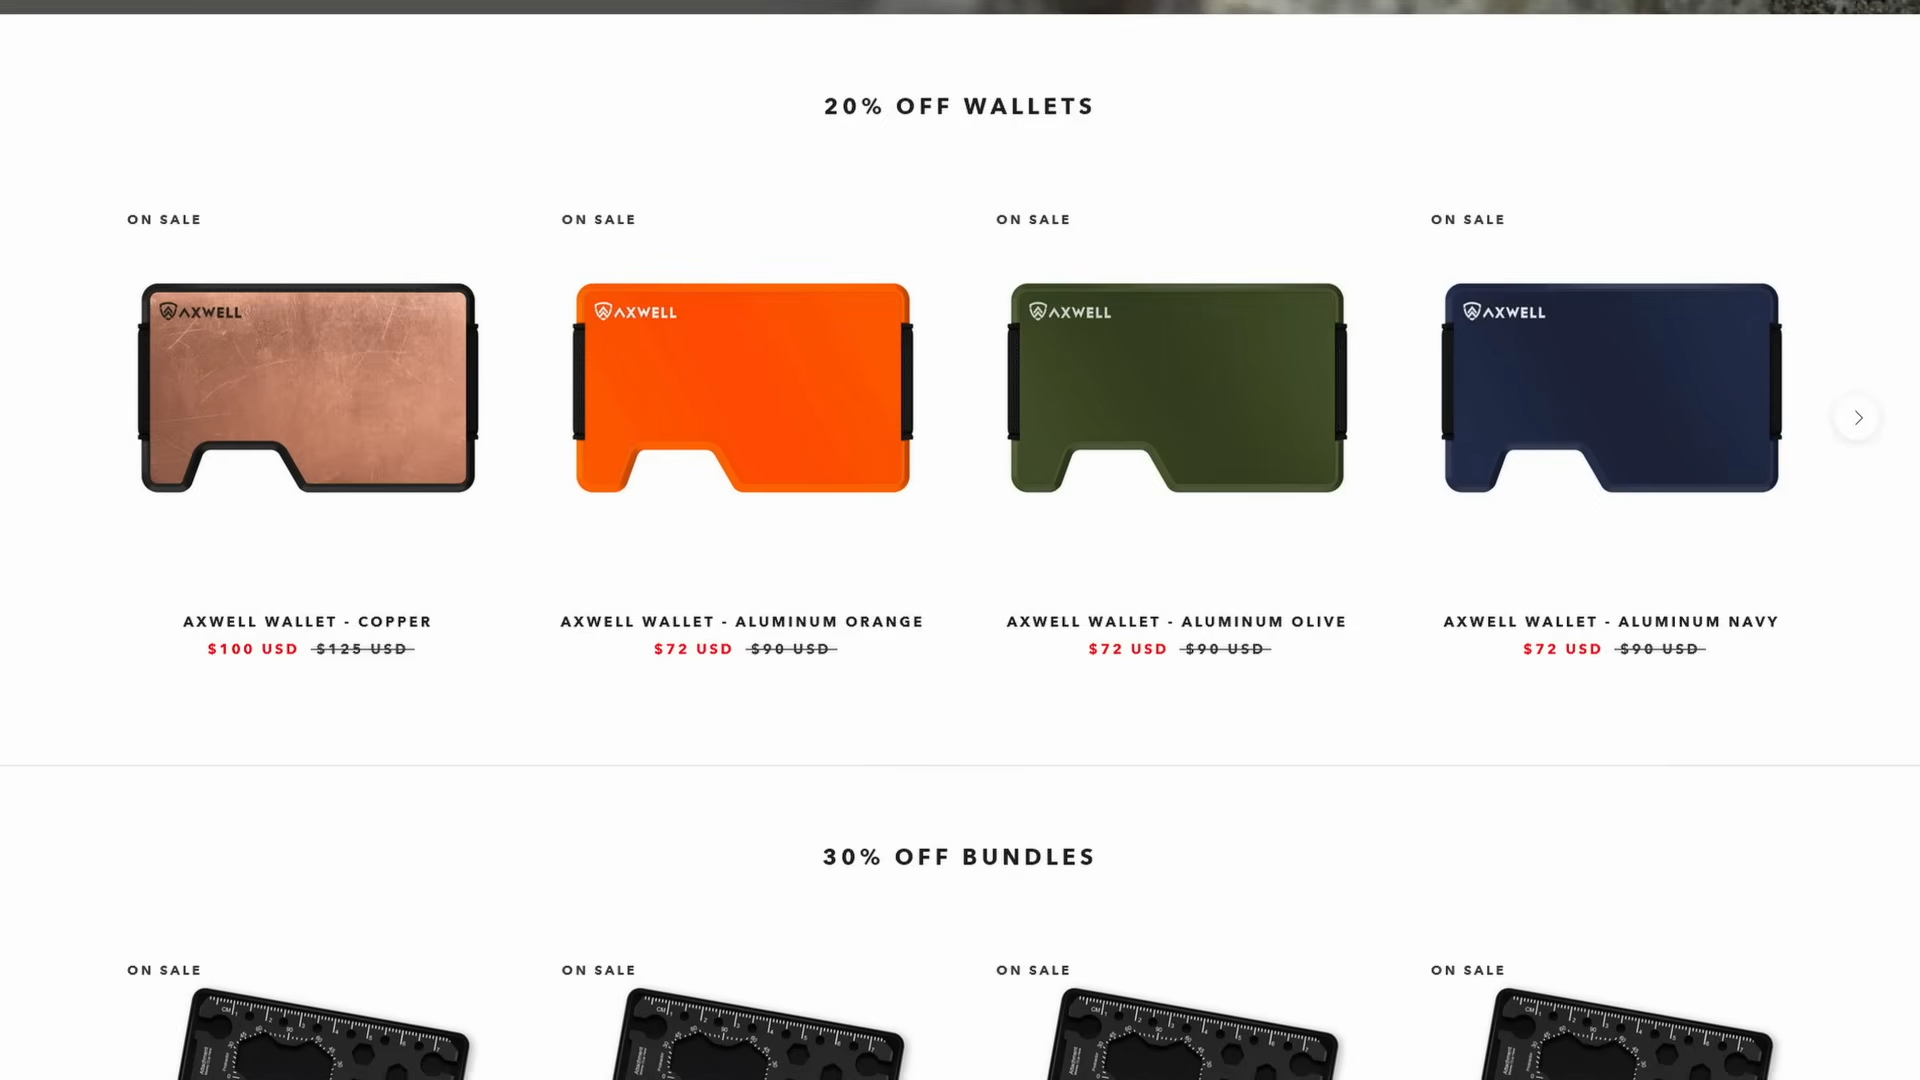 20% OFF WALLETS
ON SALE
ON SALE
ON SALE
ON SALE
AXWELL
AXWELL
AXWELL
AXWELL
AXWELL WALLET - COPPER
$100 USD $125 USD
AXWELL WALLET - ALUMINUM ORANGE
$72 USD $90 USD
AXWELL WALLET - ALUMINUM OLIVE
$72 USD $90 USD
AXWELL WALLET - ALUMINUM NAVY
$72 USD $90 USD
30% OFF BUNDLES
ON SALE
ON SALE
ON SALE
ON SALE